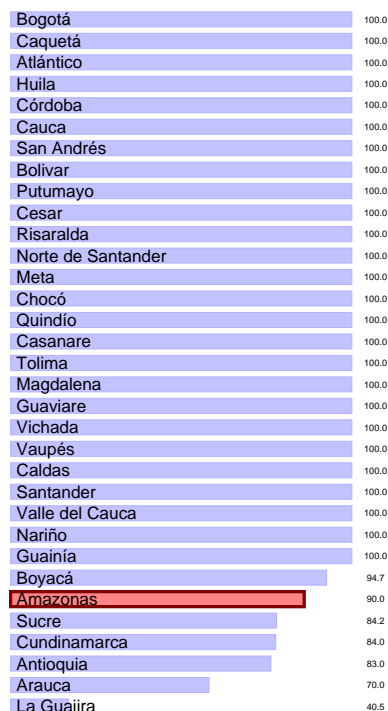 Bogotá 100.0
Caquetá 100.0
Atlántico 100.0
Huila 100.0
Córdoba 100.0
Cauca 100.0
San Andrés 100.0
Bolivar 100.0
Putumayo 100.0
Cesar 100.0
Risaralda 100.0
Norte de Santander 100.0
Meta 100.0
Chocó 100.0
Quindío 100.0
Casanare 100.0
Tolima 100.0
Magdalena 100.0
Guaviare 100.0
Vichada 100.0
Vaupés 100.0
Caldas 100.0
Santander 100.0
Valle del Cauca 100.0
Nariño 100.0
Guainía 100.0
Boyacá 94.7
Amazonas 90.0
Sucre 84.2
Cundinamarca 84.0
Antioquia 83.0
Arauca 70.0
La Guajira 40.5